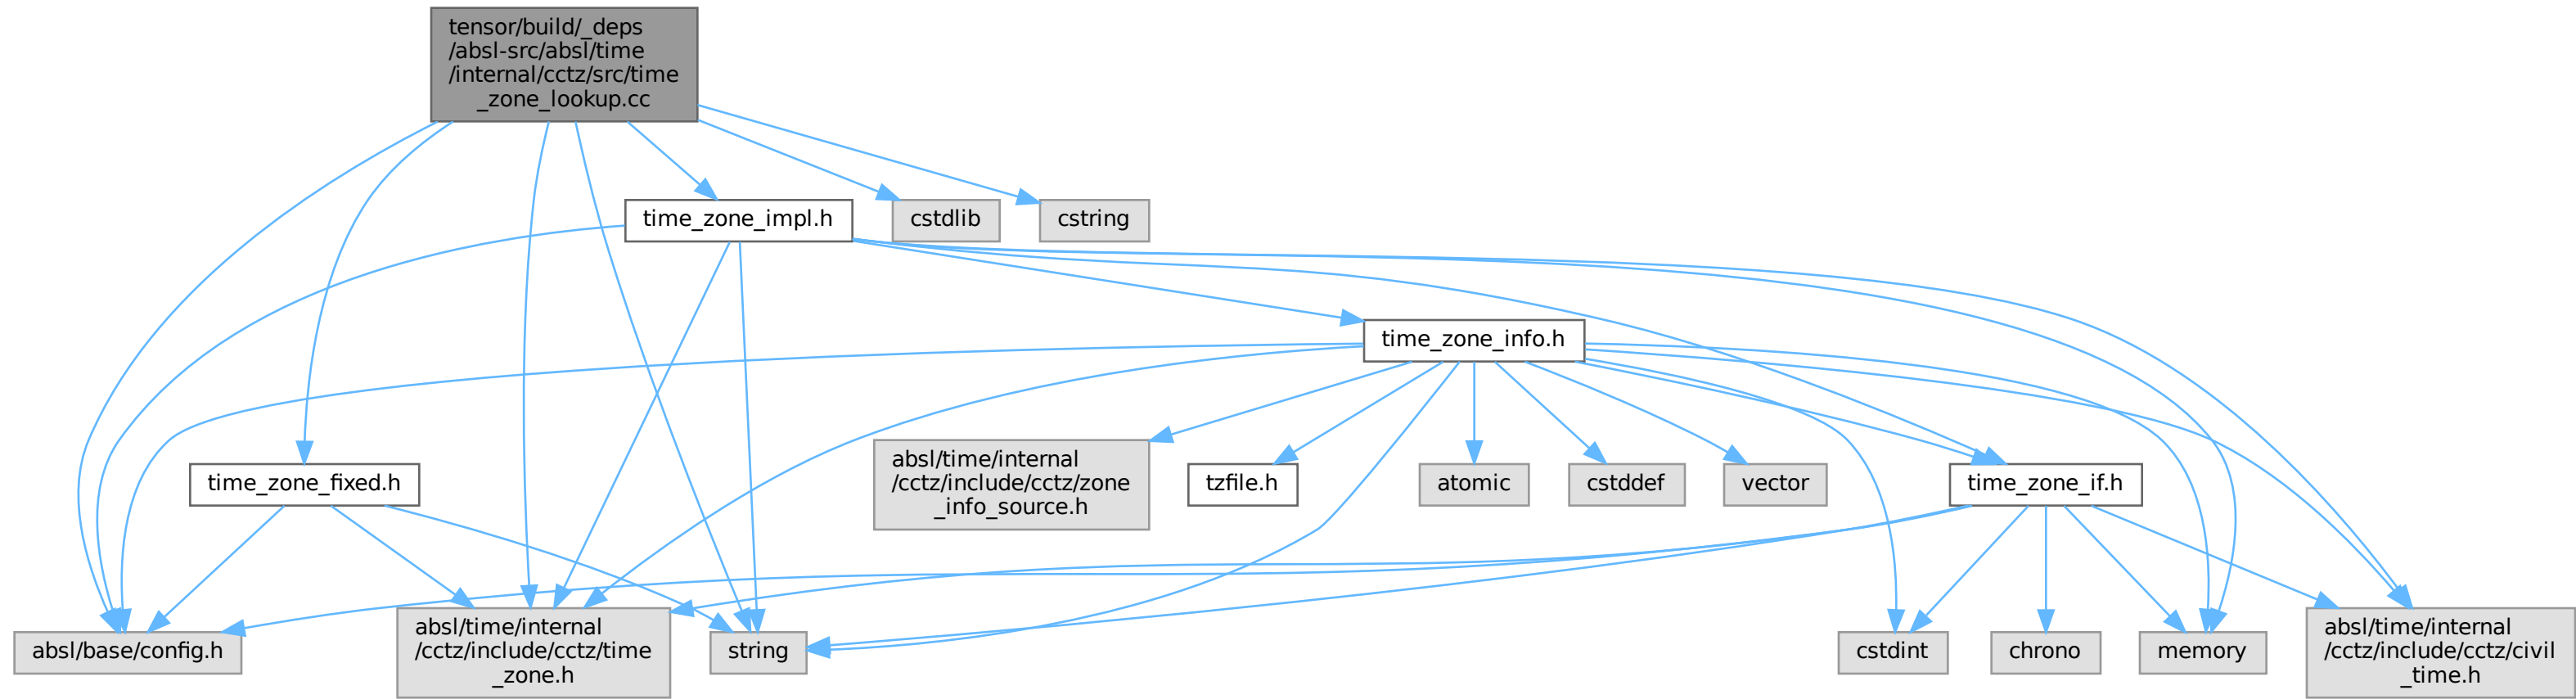 tensor/build/_deps
/absl-src/absl/time
/internal/cctz/src/time
_zone_lookup.cc
time_zone_impl.h
cstdlib
cstring
time_zone_info.h
absl/time/internal
/cctz/include/cctz/zone
_info_source.h
time_zone_fixed.h
tzfile.h
atomic
cstddef
vector
time_zone_if.h
absl/base/config.h
absl/time/internal
/cctz/include/cctz/time
_zone.h
string
cstdint
chrono
memory
absl/time/internal
/cctz/include/cctz/civil
_time.h